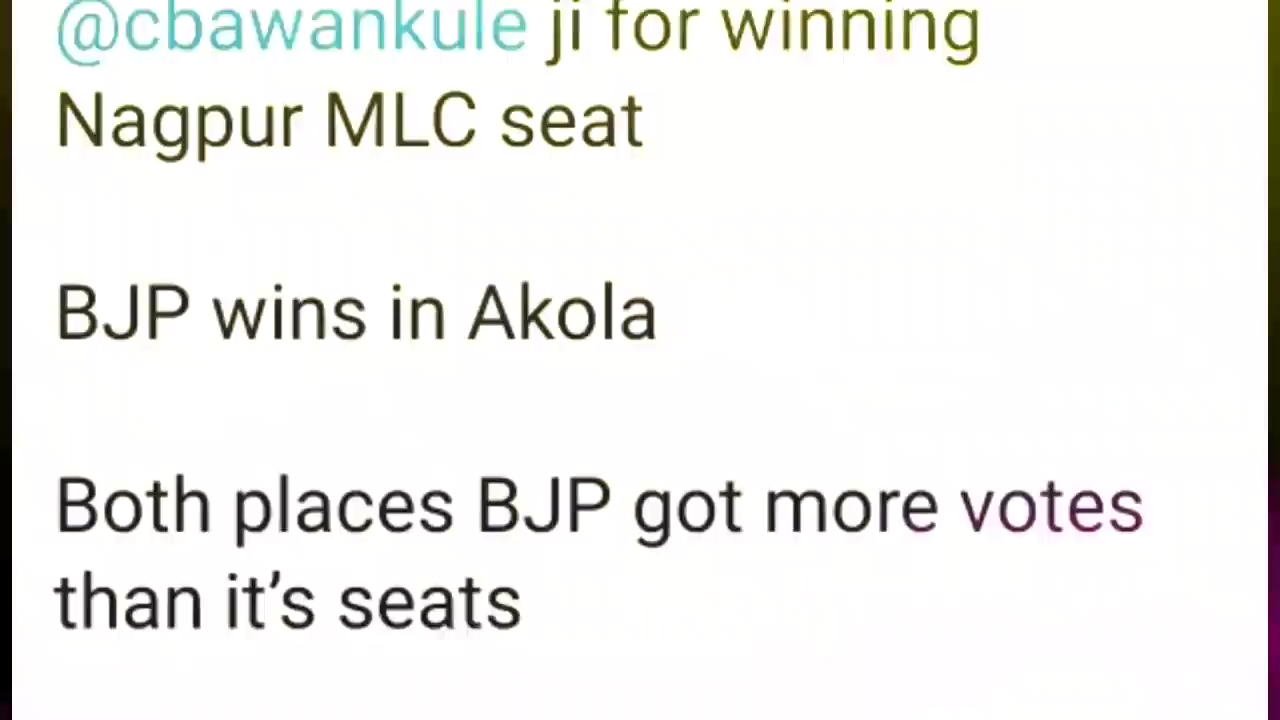 @cbawankule ji for winning
Nagpur MLC seat
BJP wins in Akola
Both places BJP got more votes
than it’s seats